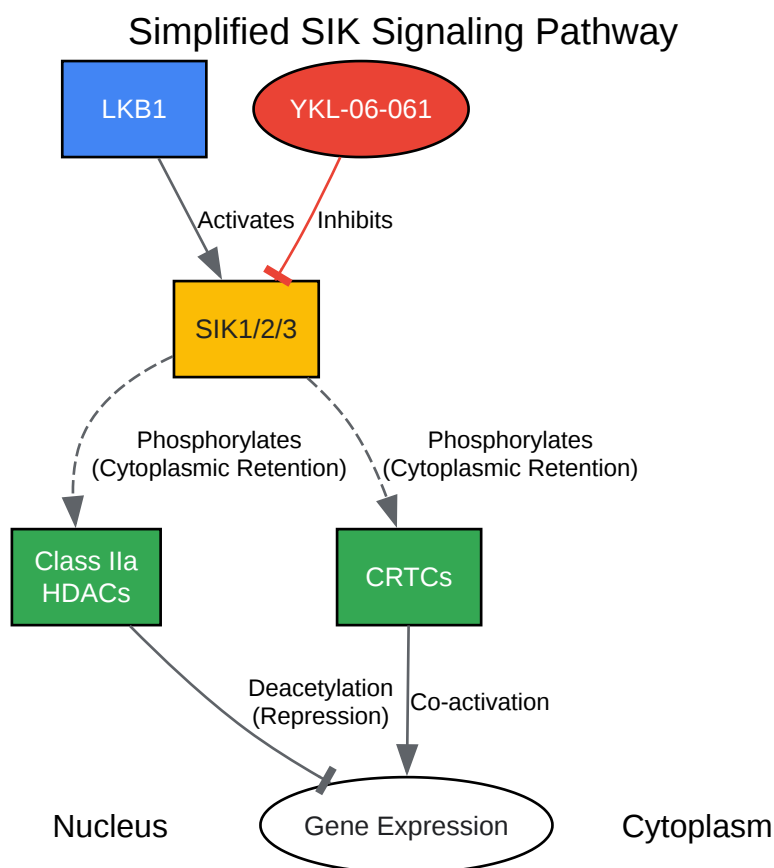 Simplified SIK Signaling Pathway
LKB1
YKL-06-061
Activates
Inhibits
SIK1/2/3
Phosphorylates
(Cytoplasmic Retention)
Phosphorylates
(Cytoplasmic Retention)
Class IIa
HDACs
CRTCs
Deacetylation
(Repression)
Co-activation
Nucleus
Gene Expression
Cytoplasm